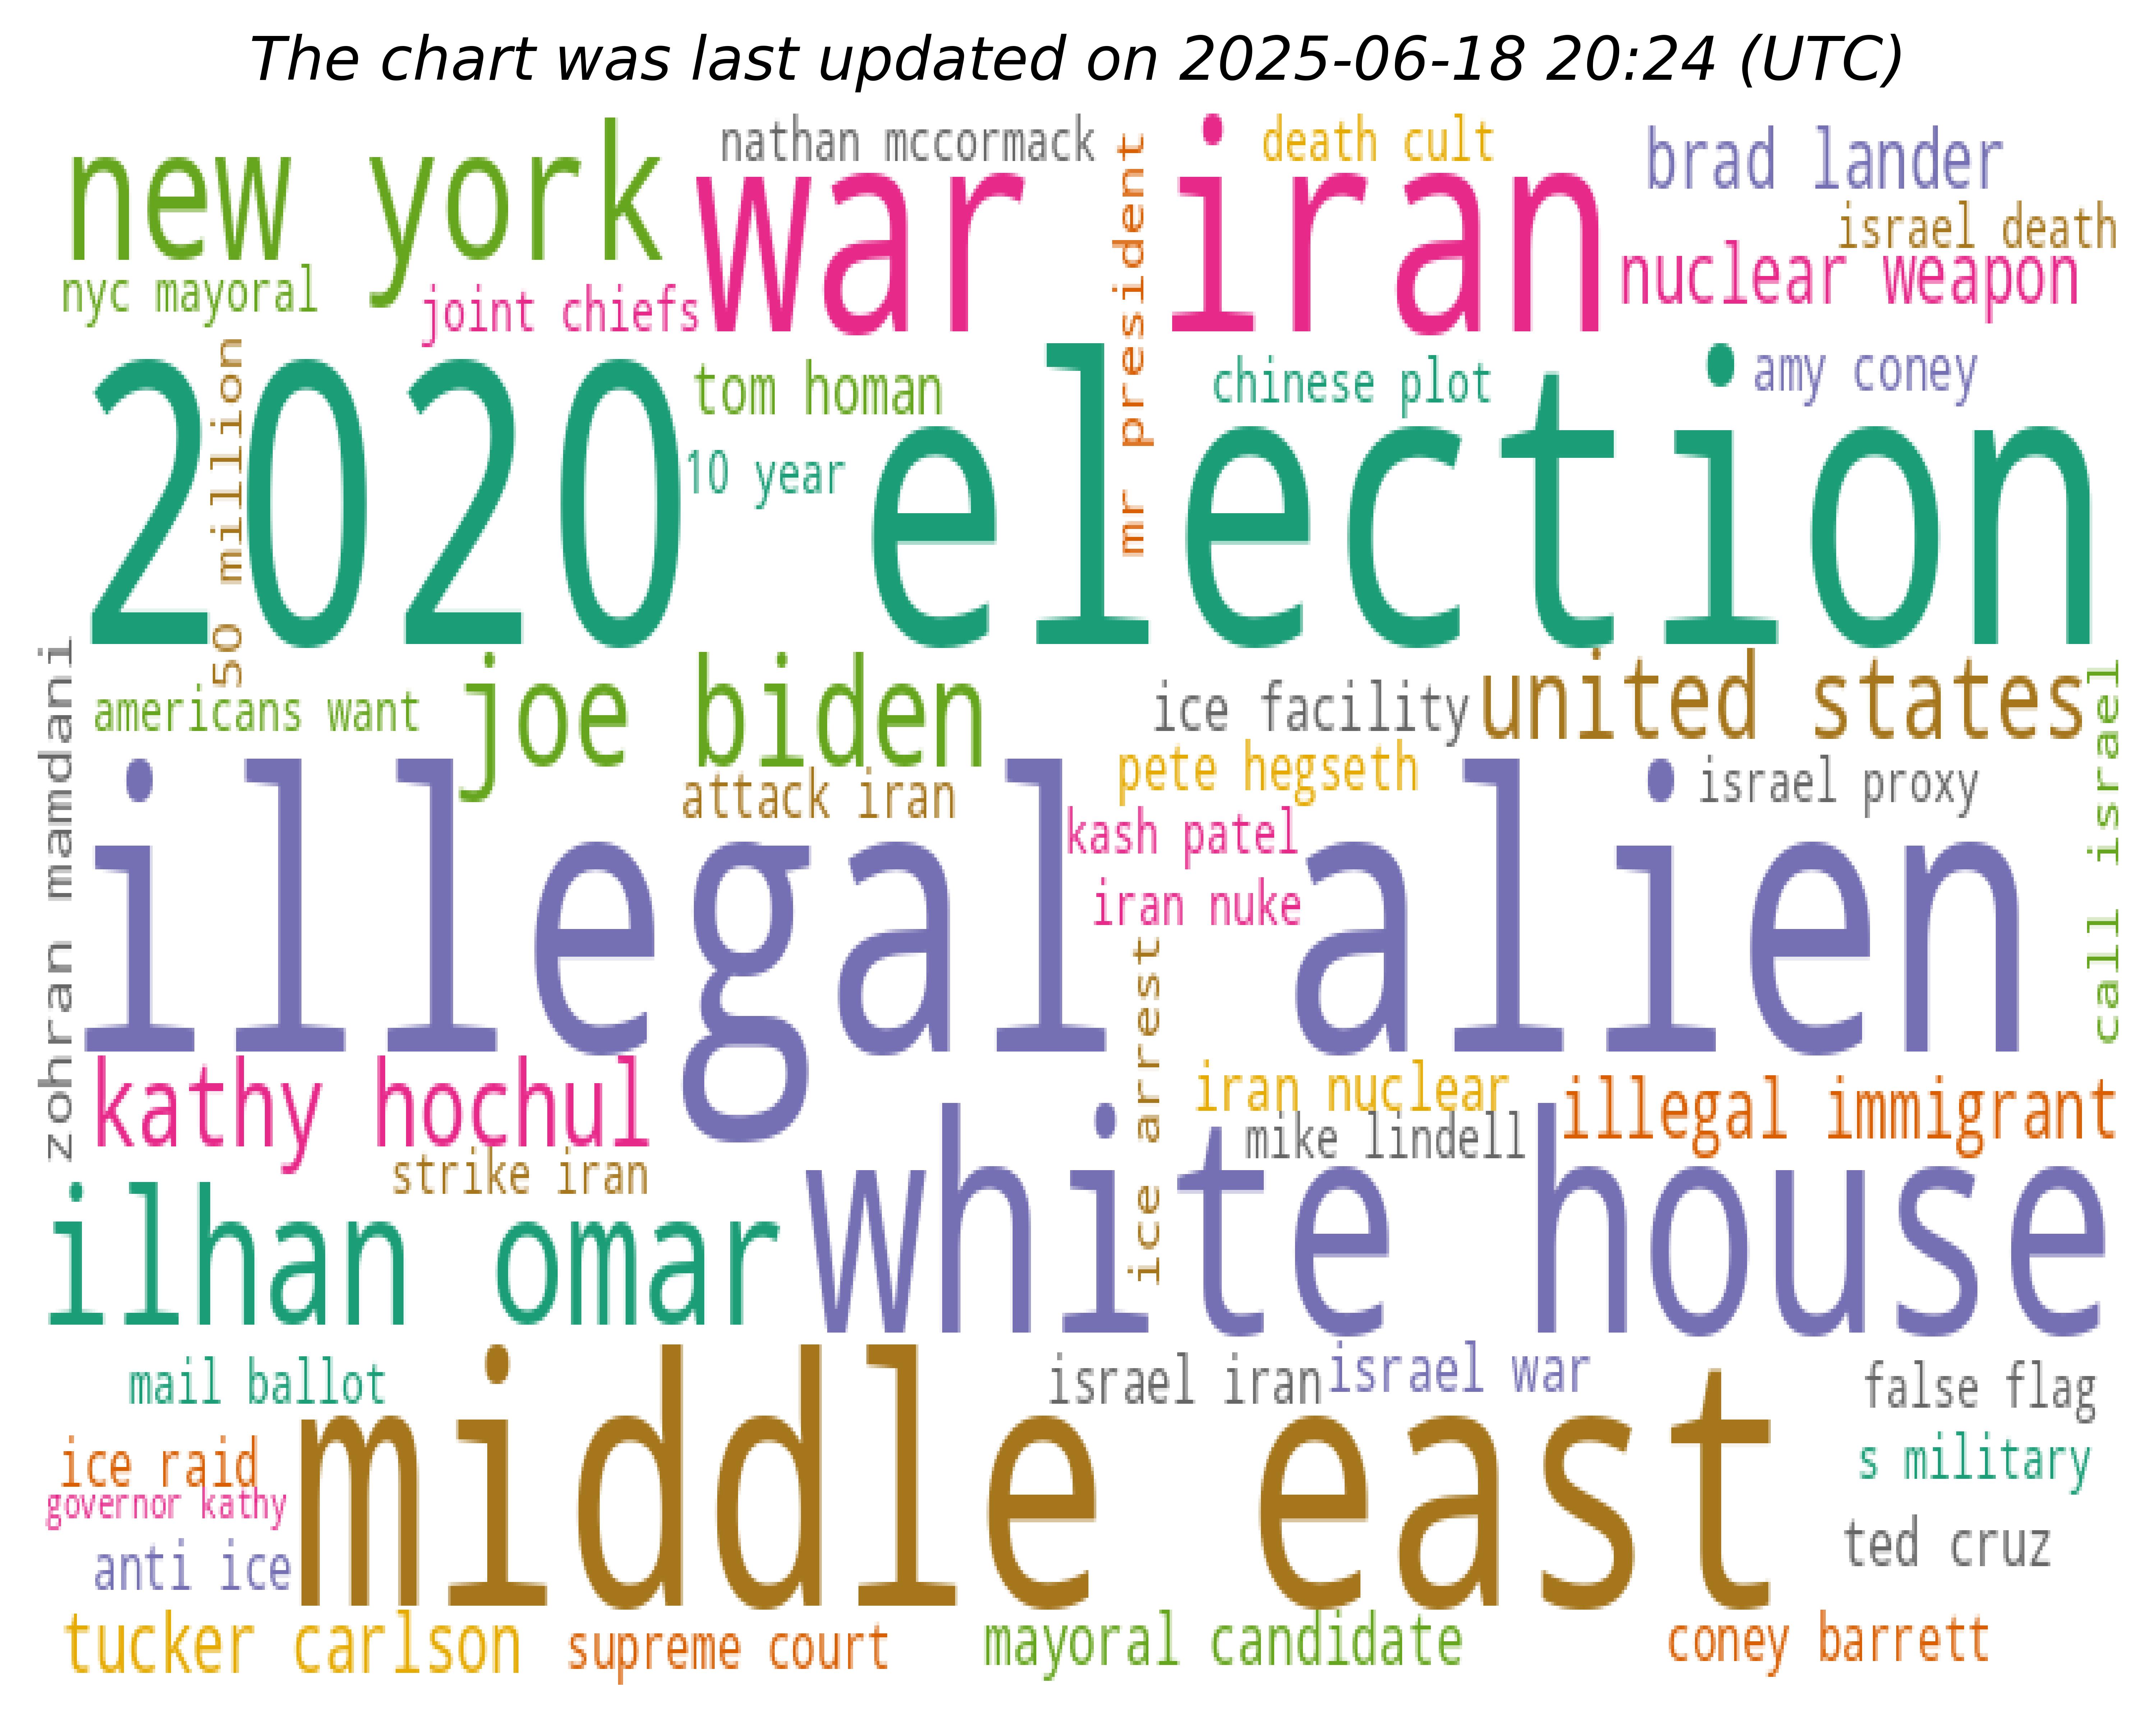 The chart was last updated on 2025-06-18 20:24 (UTC)
new york
nathan mccormack
death cult
brad lander
war iran
mr president
israel death
nuclear weapon
nyc mayoral
joint chiefs
2020 election
50 million
tom homan
chinese plot
amy coney
10 year
zohran mamdani
americans want
joe biden
ice facility
united states
call israel
attack iran
pete hegseth
israel proxy
illegal alien
kash patel
iran nuke
ice arrest
kathy hochul
iran nuclear
illegal immigrant
mike lindell
strike iran
ilhan omar
white house
mail ballot
israel iran
israel war
false flag
middle east
ice raid
s military
governor kathy
anti ice
ted cruz
tucker carlson
supreme court
mayoral candidate
coney barrett